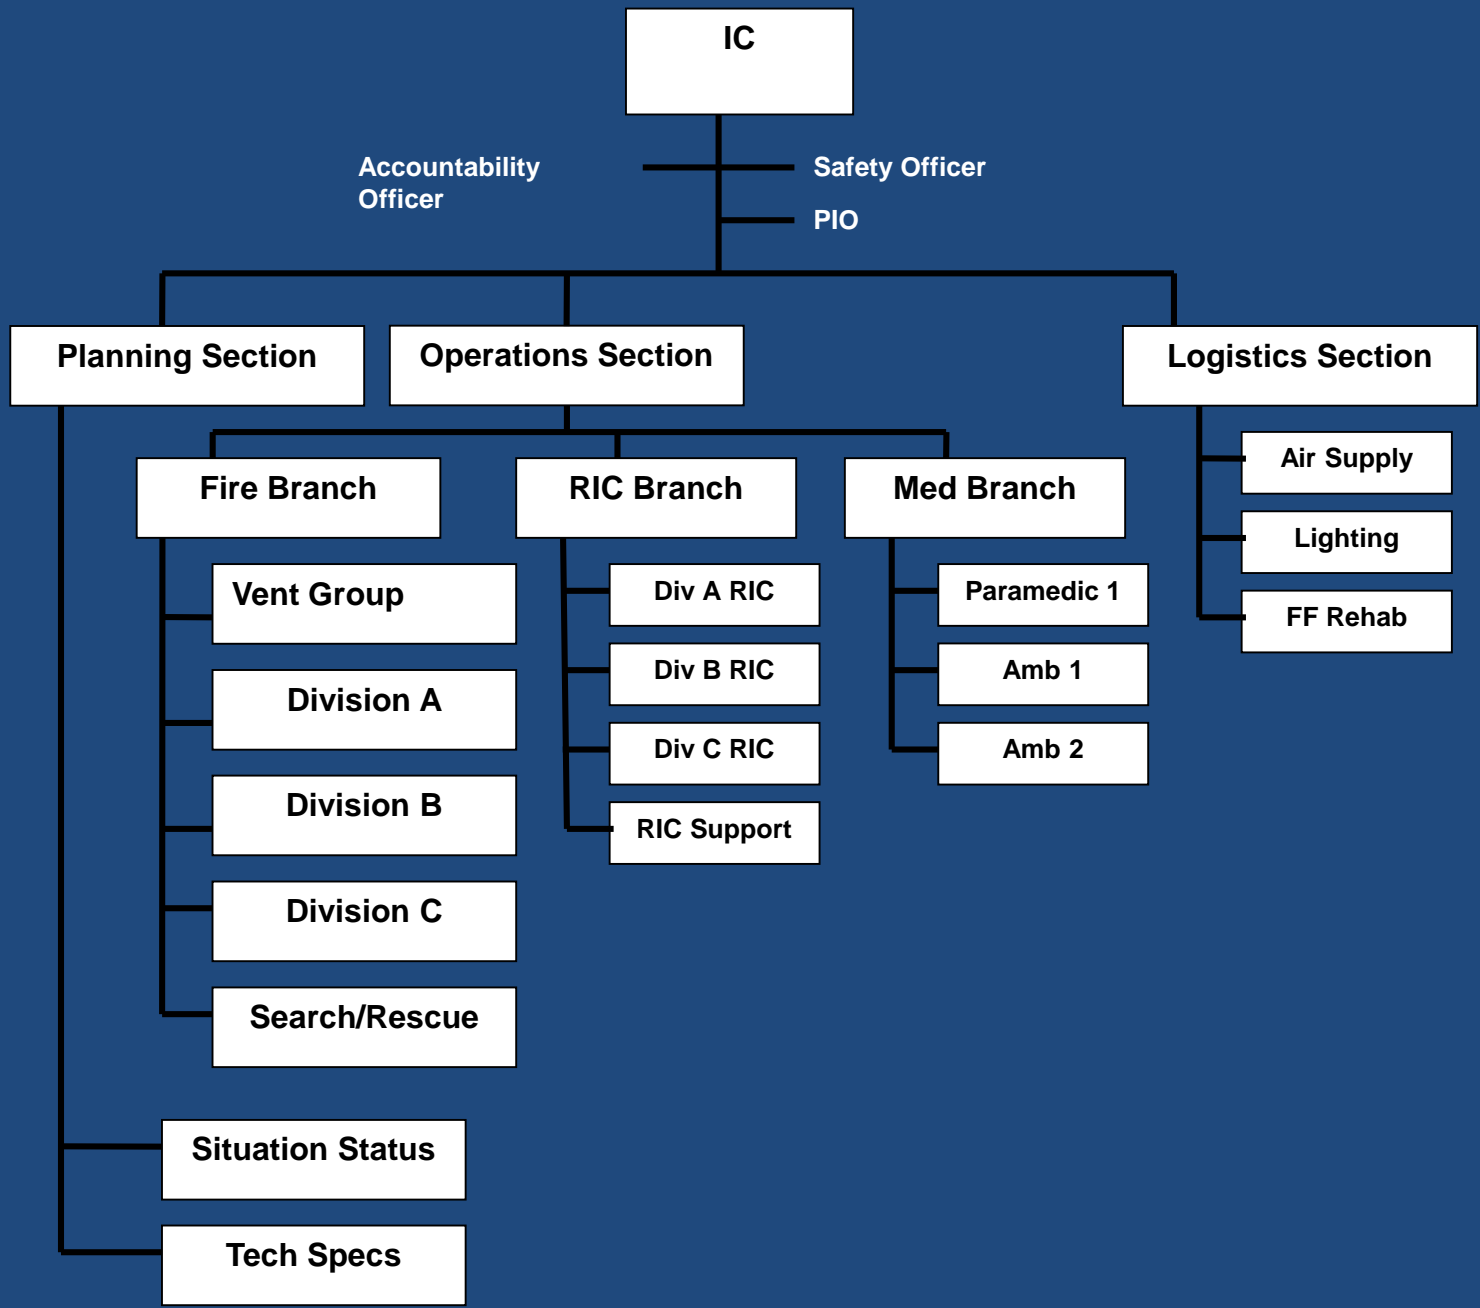 IC
Accountability
Officer
Safety Officer
PIO
Planning Section
Operations Section
Logistics Section
Fire Branch
RIC Branch
Med Branch
Air Supply
Lighting
FF Rehab
Vent Group
Division A
Division B
Division C
Search/Rescue
Div A RIC
Div B RIC
Div C RIC
RIC Support
Paramedic 1
Amb 1
Amb 2
Situation Status
Tech Specs